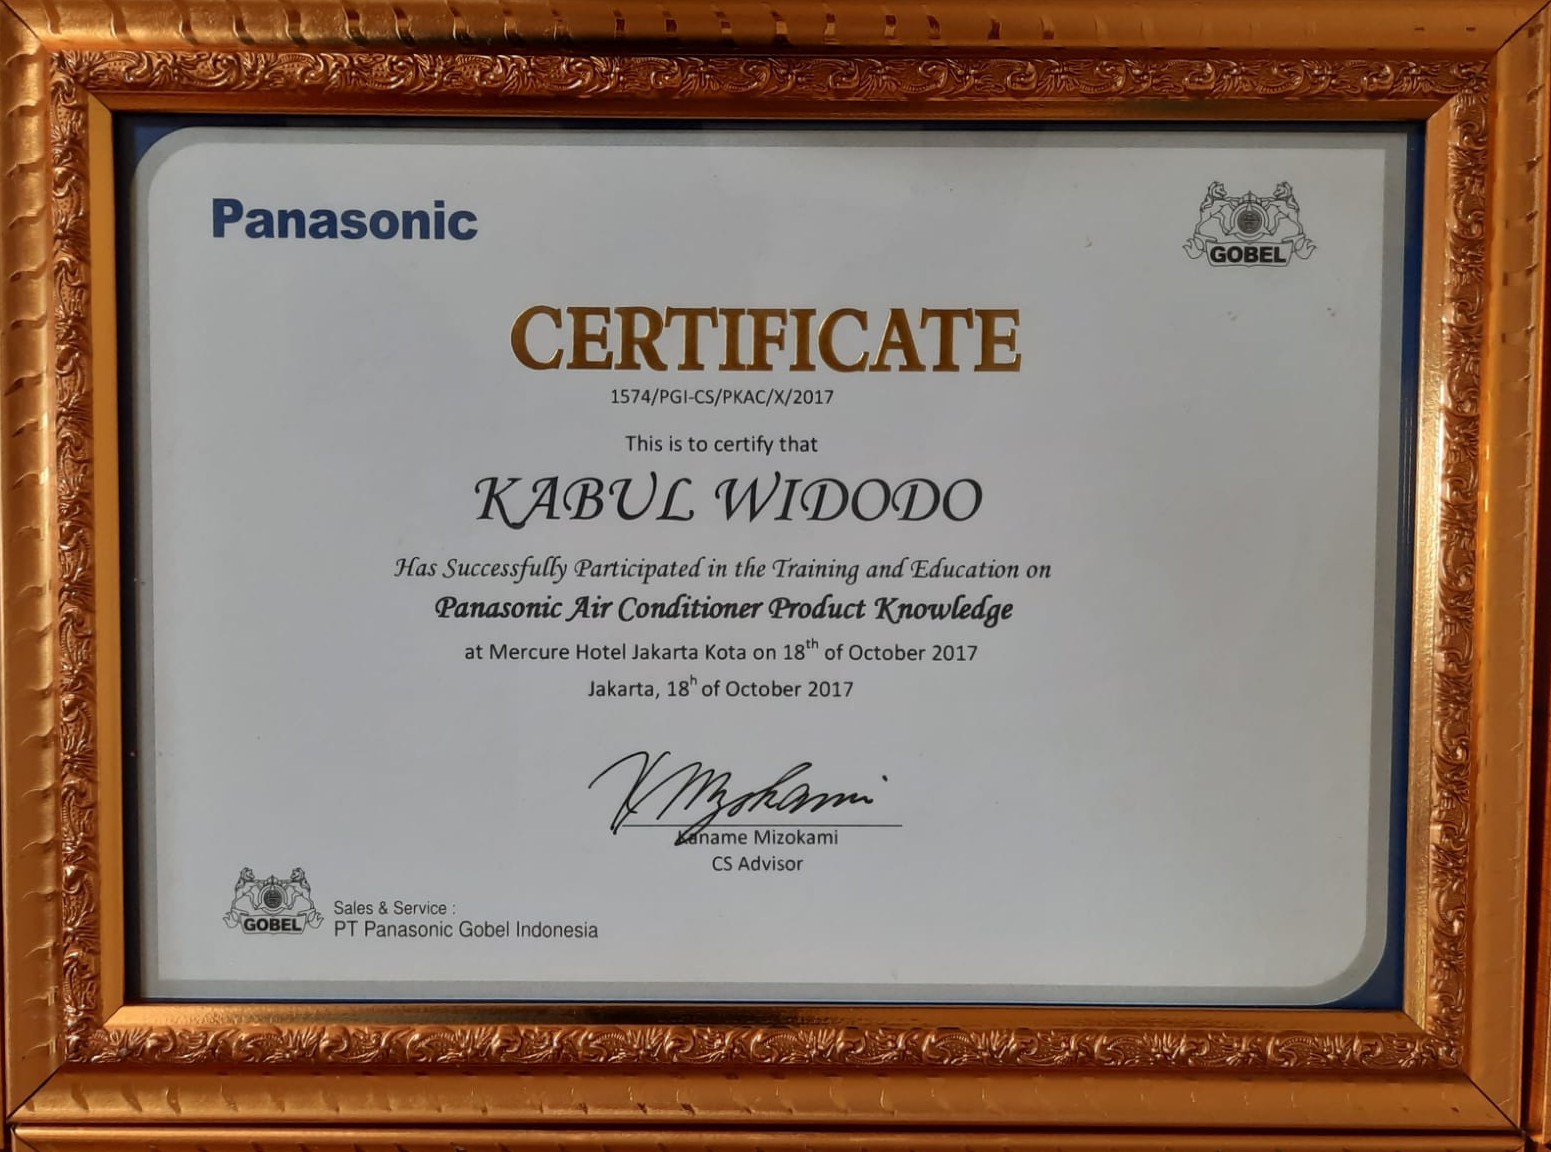 Panasonic
GOBEL
CERTIFICATE
1574/PGI-CS/PKAC/X/2017
This is to certify that
KABUL WIDODO
Has Successfully Participated in the Training and Education on
Panasonic Air Conditioner Product Knowledge
at Mercure Hotel Jakarta Kota on 18th of October 2017
Jakarta, 18h of October 2017
K Mizokami
Kaname Mizokami
CS Advisor
GOBEL
Sales & Service :
PT Panasonic Gobel Indonesia